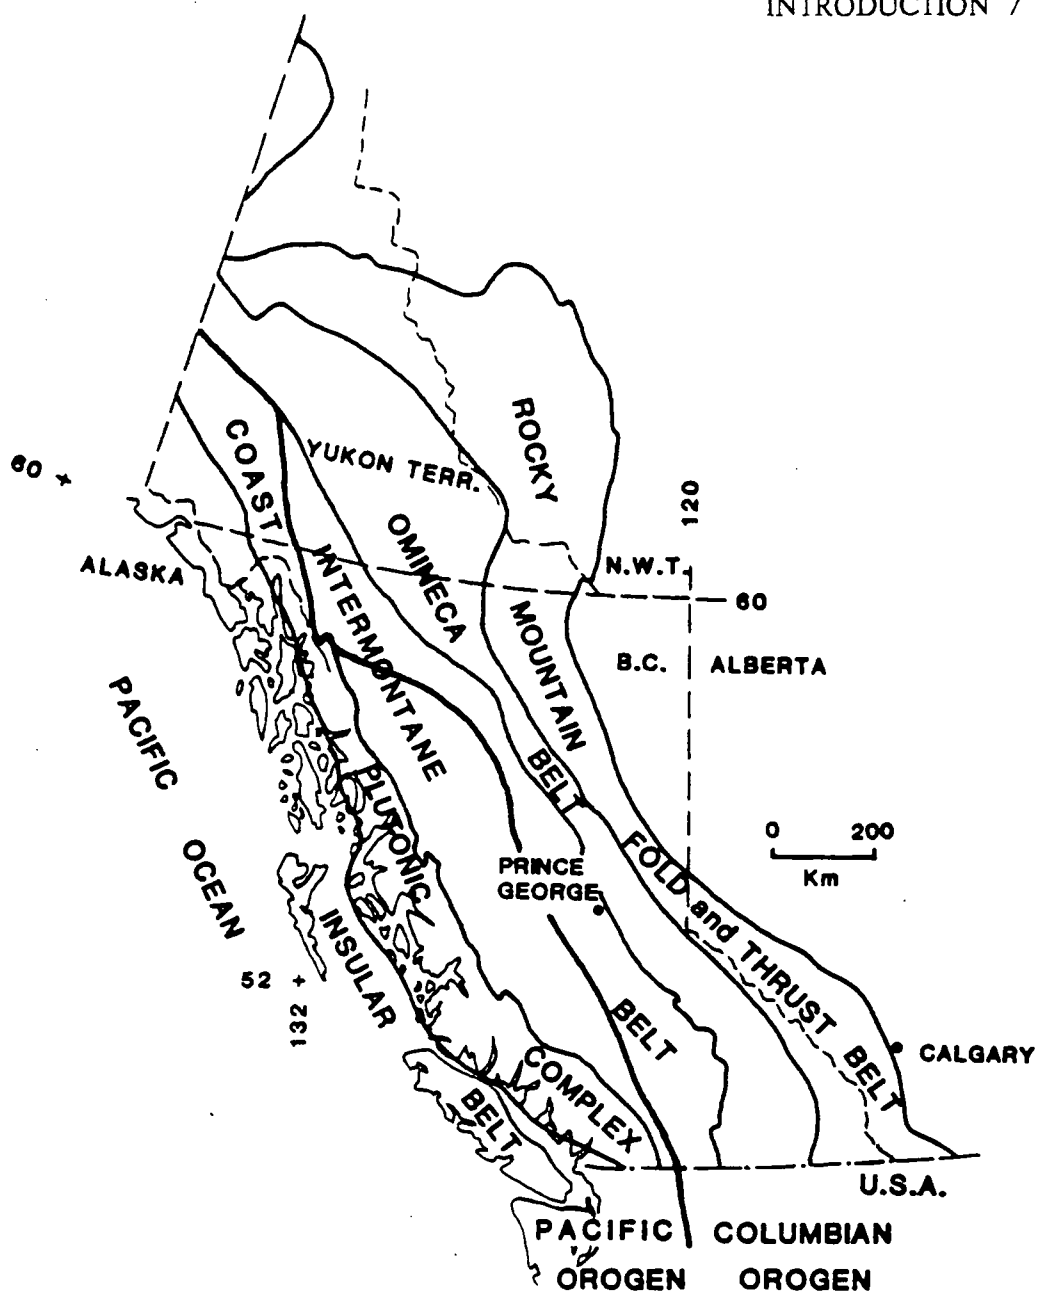 INTRODUCTION 7
COAST PLUTONIC COMPLEX
YUKON TERR.
ROCKY MOUNTAIN FOLD and THRUST BELT
60 +
120
OMINECA BELT
N.W.T.
ALASKA
INTERMONTANE BELT
60
B.C.
ALBERTA
PACIFIC OCEAN
0 200
Km
PRINCE
GEORGE
INSULAR BELT
52 +
132
CALGARY
U.S.A.
PACIFIC
OROGEN
COLUMBIAN
OROGEN